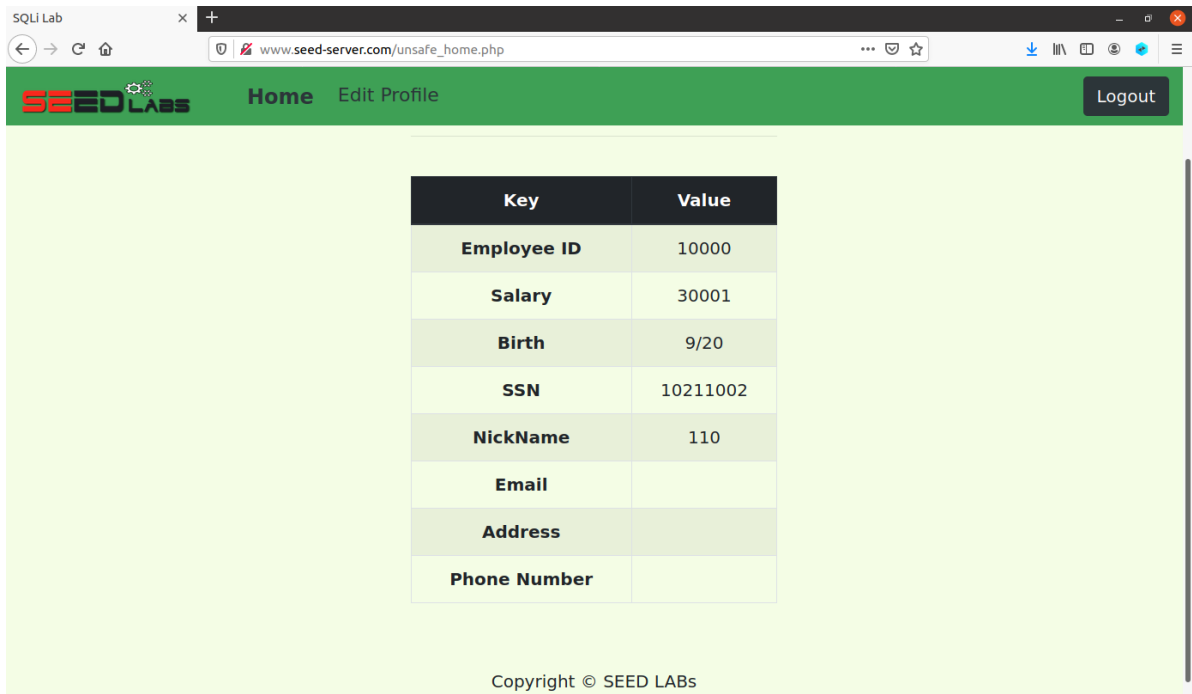 SQLi Lab
www.seed-server.com/unsafe_home.php
SEED LABS
Home Edit Profile Logout
Key Value
Employee ID 10000
Salary 30001
Birth 9/20
SSN 10211002
NickName 110
Email
Address
Phone Number
Copyright © SEED LABs